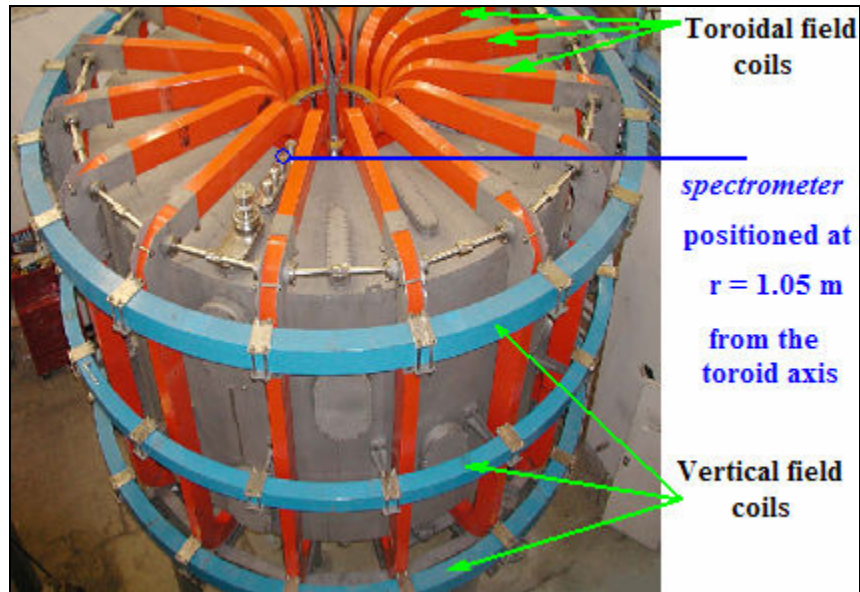 Toroidal field
coils
spectrometer
positioned at
r = 1.05 m
from the
toroid axis
Vertical field
coils